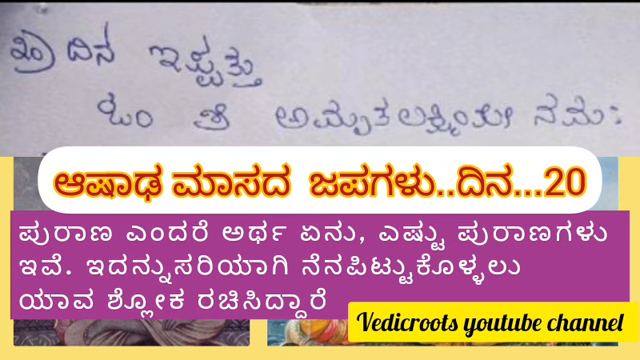 ದಿನ ಇಪ್ಪತ್ತು
ಓಂ ಶ್ರೀ ಅಮೃತಲಕ್ಷ್ಮಿಯೇ ನಮಃ
ಆಷಾಢ ಮಾಸದ ಜಪಗಳು..ದಿನ...20
ಪುರಾಣ ಎಂದರೆ ಅರ್ಥ ಏನು, ಎಷ್ಟು ಪುರಾಣಗಳು
ಇವೆ. ಇದನ್ನುಸರಿಯಾಗಿ ನೆನಪಿಟ್ಟುಕೊಳ್ಳಲು
ಯಾವ ಶ್ಲೋಕ ರಚಿಸಿದ್ದಾರೆ
Vedicroots youtube channel